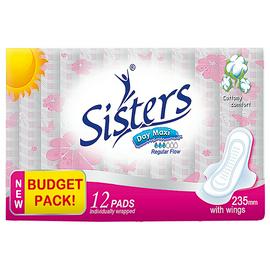 Cottony
comfort
Sisters
Day Maxi
Regular Flow
NEW
BUDGET
PACK!
12 PADS
Individually wrapped
235mm
with wings